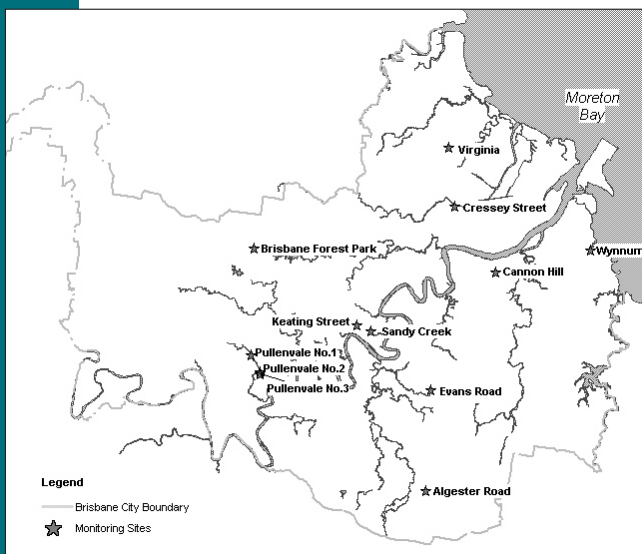 Moreton
Bay
Virginia
Cressey Street
Brisbane Forest Park
Wynnum
Cannon Hill
Keating Street
Sandy Creek
Pullenvale No.1
Pullenvale No.2
Pullenvale No.3
Evans Road
Algester Road
Legend
Brisbane City Boundary
Monitoring Sites